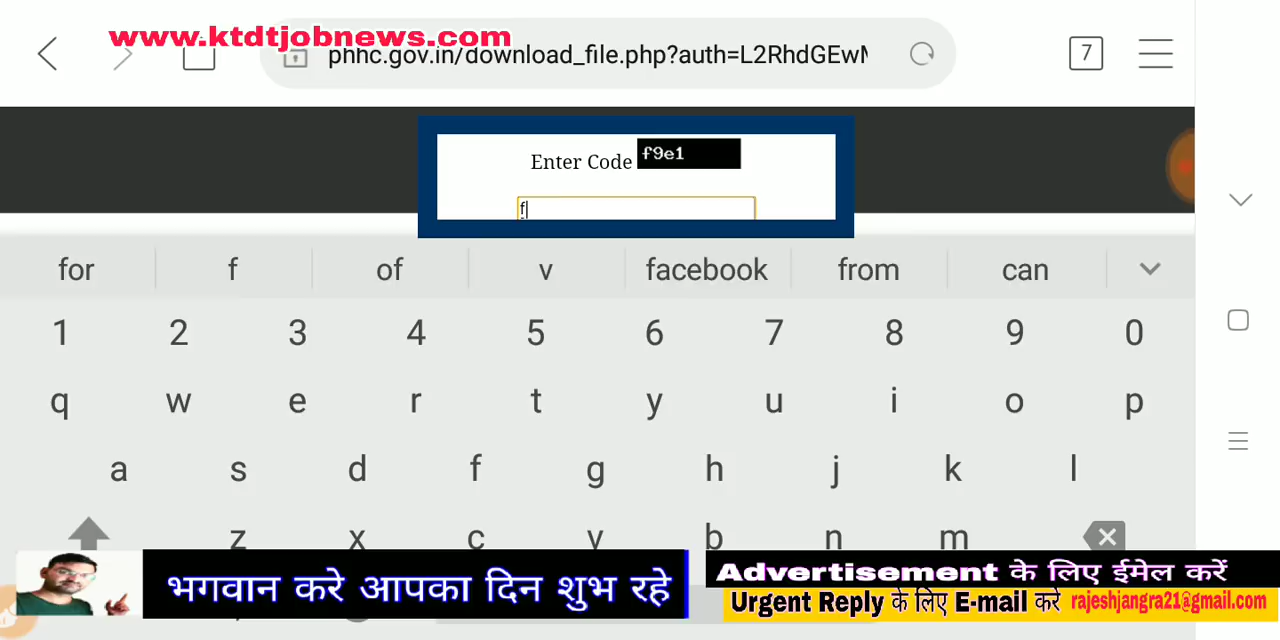 www.ktdtjobnews.com
phhc.gov.in/download_file.php?auth=L2RhdGEwM
7
Enter Code f9e1
f
for f of v facebook from can
1 2 3 4 5 6 7 8 9 0
q w e r t y u i o p
a s d f g h j k l
z x c v b n m
भगवान करे आपका दिन शुभ रहे
Advertisement के लिए ईमेल करें
Urgent Reply के लिए E-mail करें rajeshjangra21@gmail.com